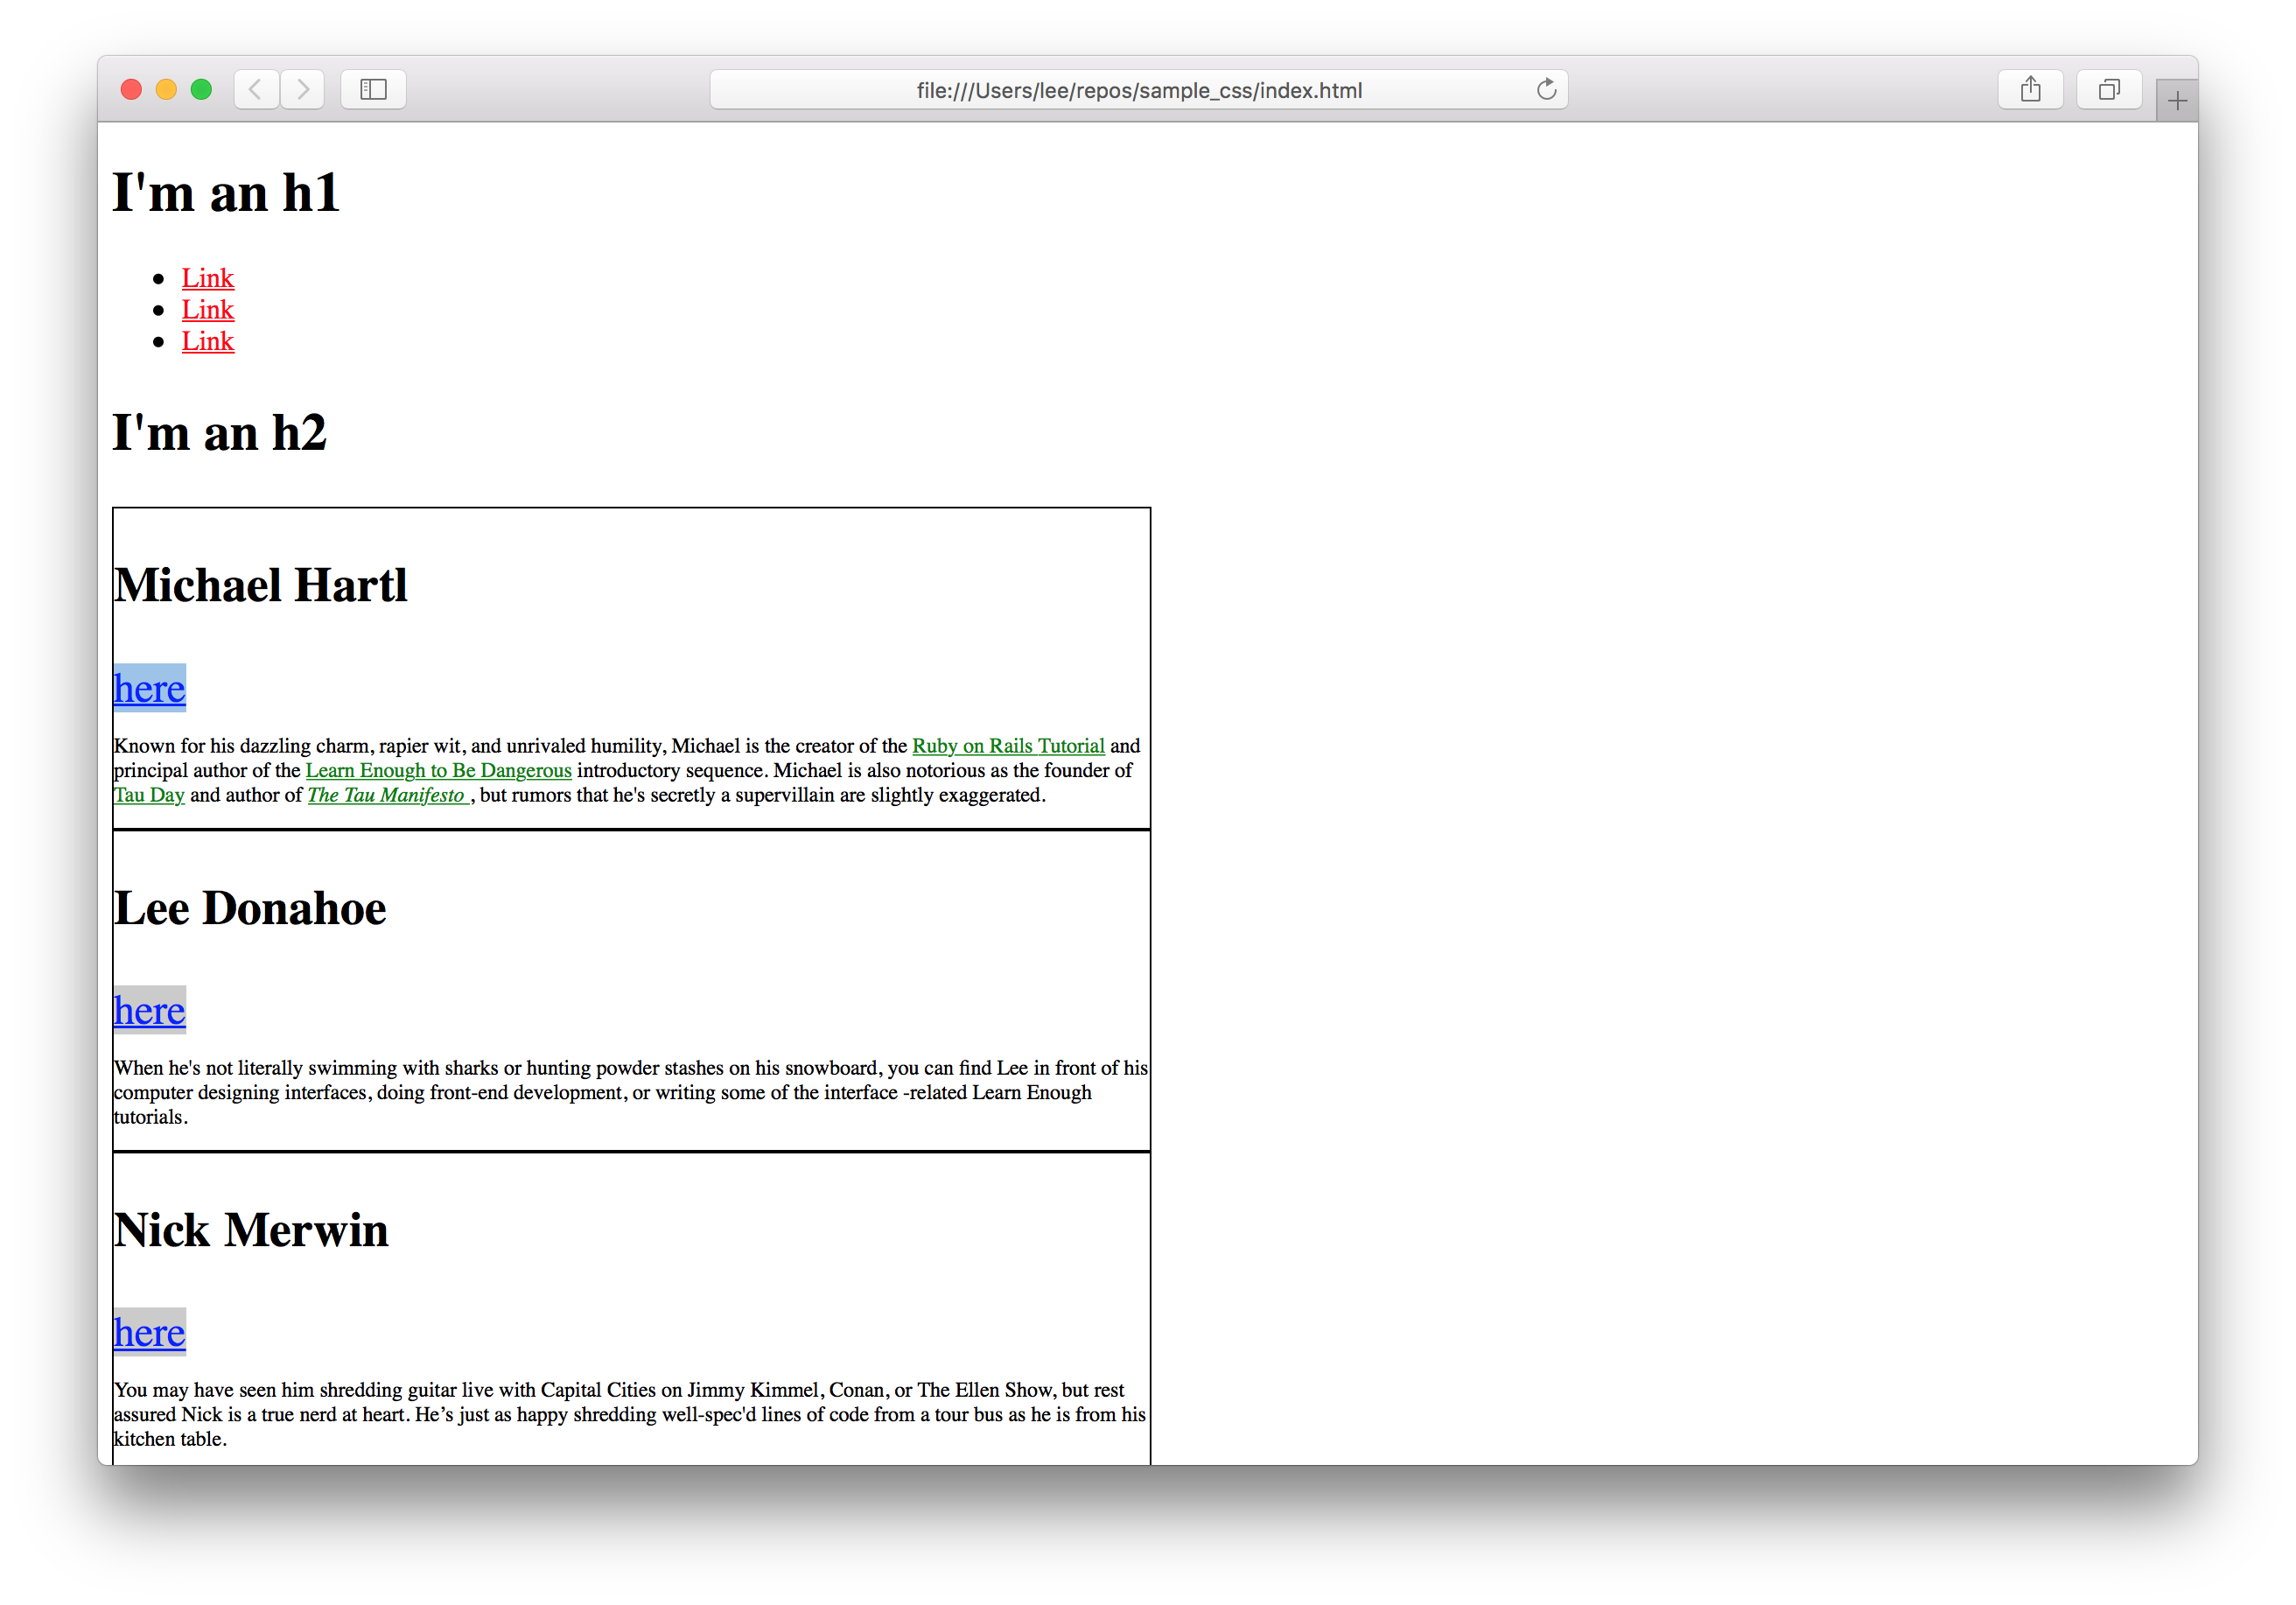 file:///Users/lee/repos/sample_css/index.html
I'm an h1
Link
Link
Link
I'm an h2
Michael Hartl
here
Known for his dazzling charm, rapier wit, and unrivaled humility, Michael is the creator of the Ruby on Rails Tutorial and
principal author of the Learn Enough to Be Dangerous introductory sequence. Michael is also notorious as the founder of
Tau Day and author of The Tau Manifesto , but rumors that he's secretly a supervillain are slightly exaggerated.
Lee Donahoe
here
When he's not literally swimming with sharks or hunting powder stashes on his snowboard, you can find Lee in front of his
computer designing interfaces, doing front-end development, or writing some of the interface -related Learn Enough
tutorials.
Nick Merwin
here
You may have seen him shredding guitar live with Capital Cities on Jimmy Kimmel, Conan, or The Ellen Show, but rest
assured Nick is a true nerd at heart. He’s just as happy shredding well-spec'd lines of code from a tour bus as he is from his
kitchen table.